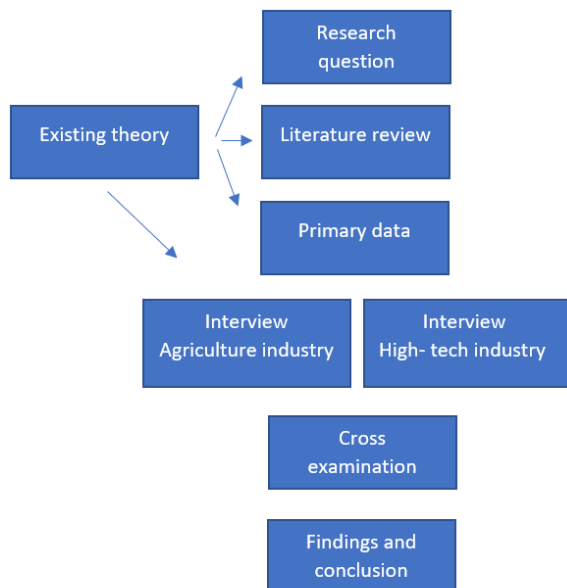 Research
question
Existing theory
Literature review
Primary data
Interview
Agriculture industry
Interview
High- tech industry
Cross
examination
Findings and
conclusion